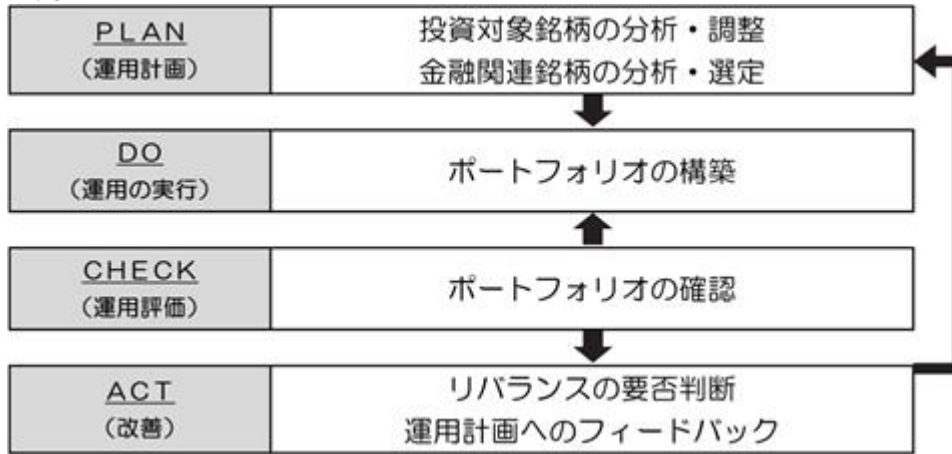 PLAN
（運用計画）
投資対象銘柄の分析・調整
金融関連銘柄の分析・選定
DO
（運用の実行）
ポートフォリオの構築
CHECK
（運用評価）
ポートフォリオの確認
ACT
（改善）
リバランスの要否判断
運用計画へのフィードバック